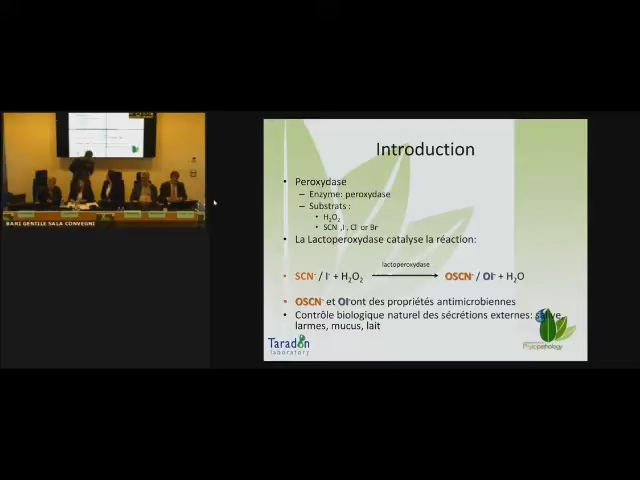 Introduction
• Peroxydase
– Enzyme: peroxydase
– Substrats :
• H2O2
• SCN⁻ ,I⁻, Cl⁻ or Br⁻
• La Lactoperoxydase catalyse la réaction:
lactoperoxydase
• SCN⁻ / I⁻ + H2O2 OSCN⁻ / OI⁻ + H2O
• OSCN⁻ et OI⁻ont des propriétés antimicrobiennes
• Contrôle biologique naturel des sécrétions externes: salive,
larmes, mucus, lait
Taradon
laboratory
Phytopathology
BARI GENTILE SALA CONVEGNI